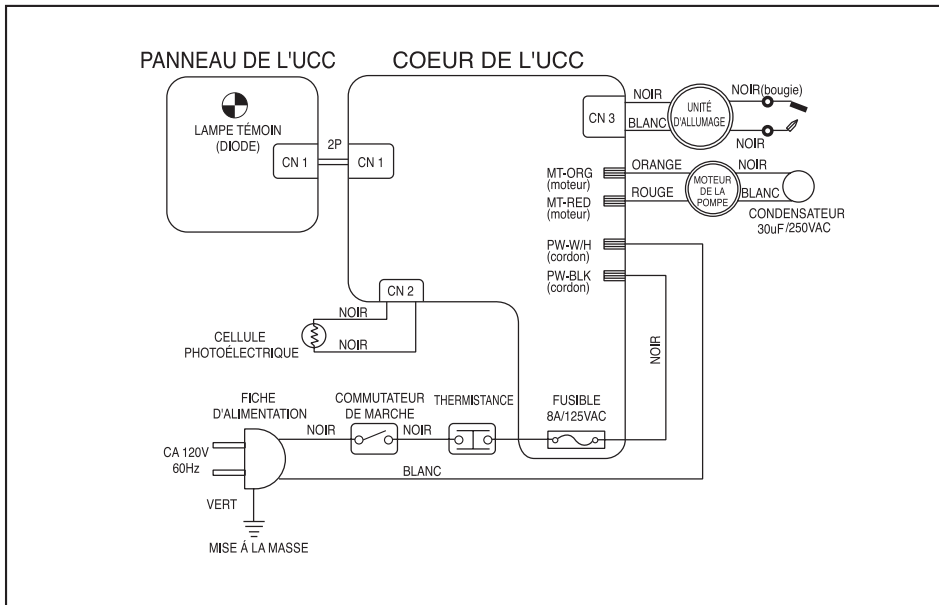 PANNEAU DE L'UCC
COEUR DE L'UCC
LAMPE TÉMOIN
(DIODE)
2P
CN 1
CN 1
CN 3
NOIR
BLANC
UNITÉ
D'ALLUMAGE
NOIR(bougie)
NOIR
MT-ORG
(moteur)
ORANGE
MT-RED
(moteur)
ROUGE
MOTEUR
DE LA
POMPE
NOIR
BLANC
CONDENSATEUR
30uF/250VAC
PW-W/H
(cordon)
PW-BLK
(cordon)
NOIR
CN 2
NOIR
NOIR
CELLULE
PHOTOÉLECTRIQUE
FICHE
D'ALIMENTATION
COMMUTATEUR
DE MARCHE
THERMISTANCE
FUSIBLE
8A/125VAC
NOIR
NOIR
CA 120V
60Hz
BLANC
VERT
MISE Á LA MASSE